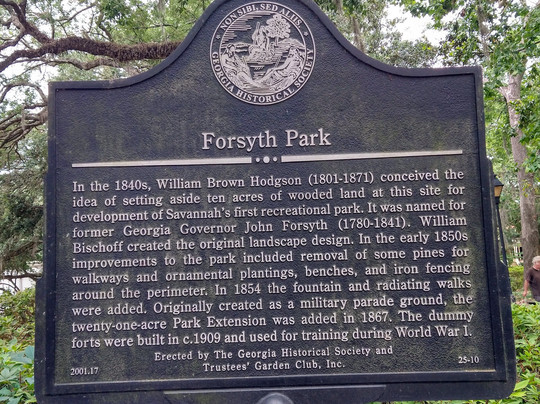 NON SIBI, SED ALIIS
GEORGIA HISTORICAL SOCIETY
Forsyth Park
In the 1840s, William Brown Hodgson (1801-1871) conceived the
idea of setting aside ten acres of wooded land at this site for
development of Savannah's first recreational park. It was named for
former Georgia Governor John Forsyth (1780-1841). William
Bischoff created the original landscape design. In the early 1850s
improvements to the park included removal of some pines for
walkways and ornamental plantings, benches, and iron fencing
around the perimeter. In 1854 the fountain and radiating walks
were added. Originally created as a military parade ground, the
twenty-one-acre Park Extension was added in 1867. The dummy
forts were built in c.1909 and used for training during World War I.
Erected by The Georgia Historical Society and
2001.17 Trustees' Garden Club, Inc. 25-10